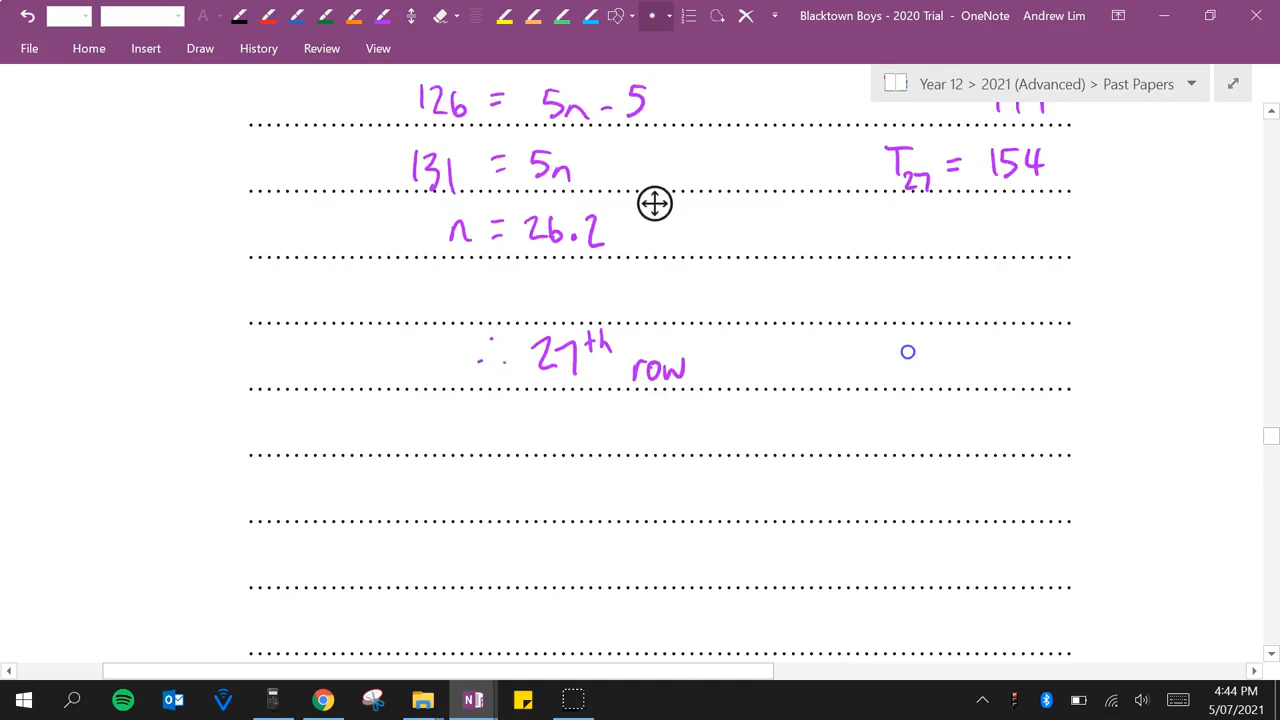 Blacktown Boys - 2020 Trial - OneNote
Andrew Lim
File Home Insert Draw History Review View
Year 12 > 2021 (Advanced) > Past Papers
126 = 5n - 5
131 = 5n
T27 = 154
n = 26.2
∴ 27th row
4:44 PM
5/07/2021